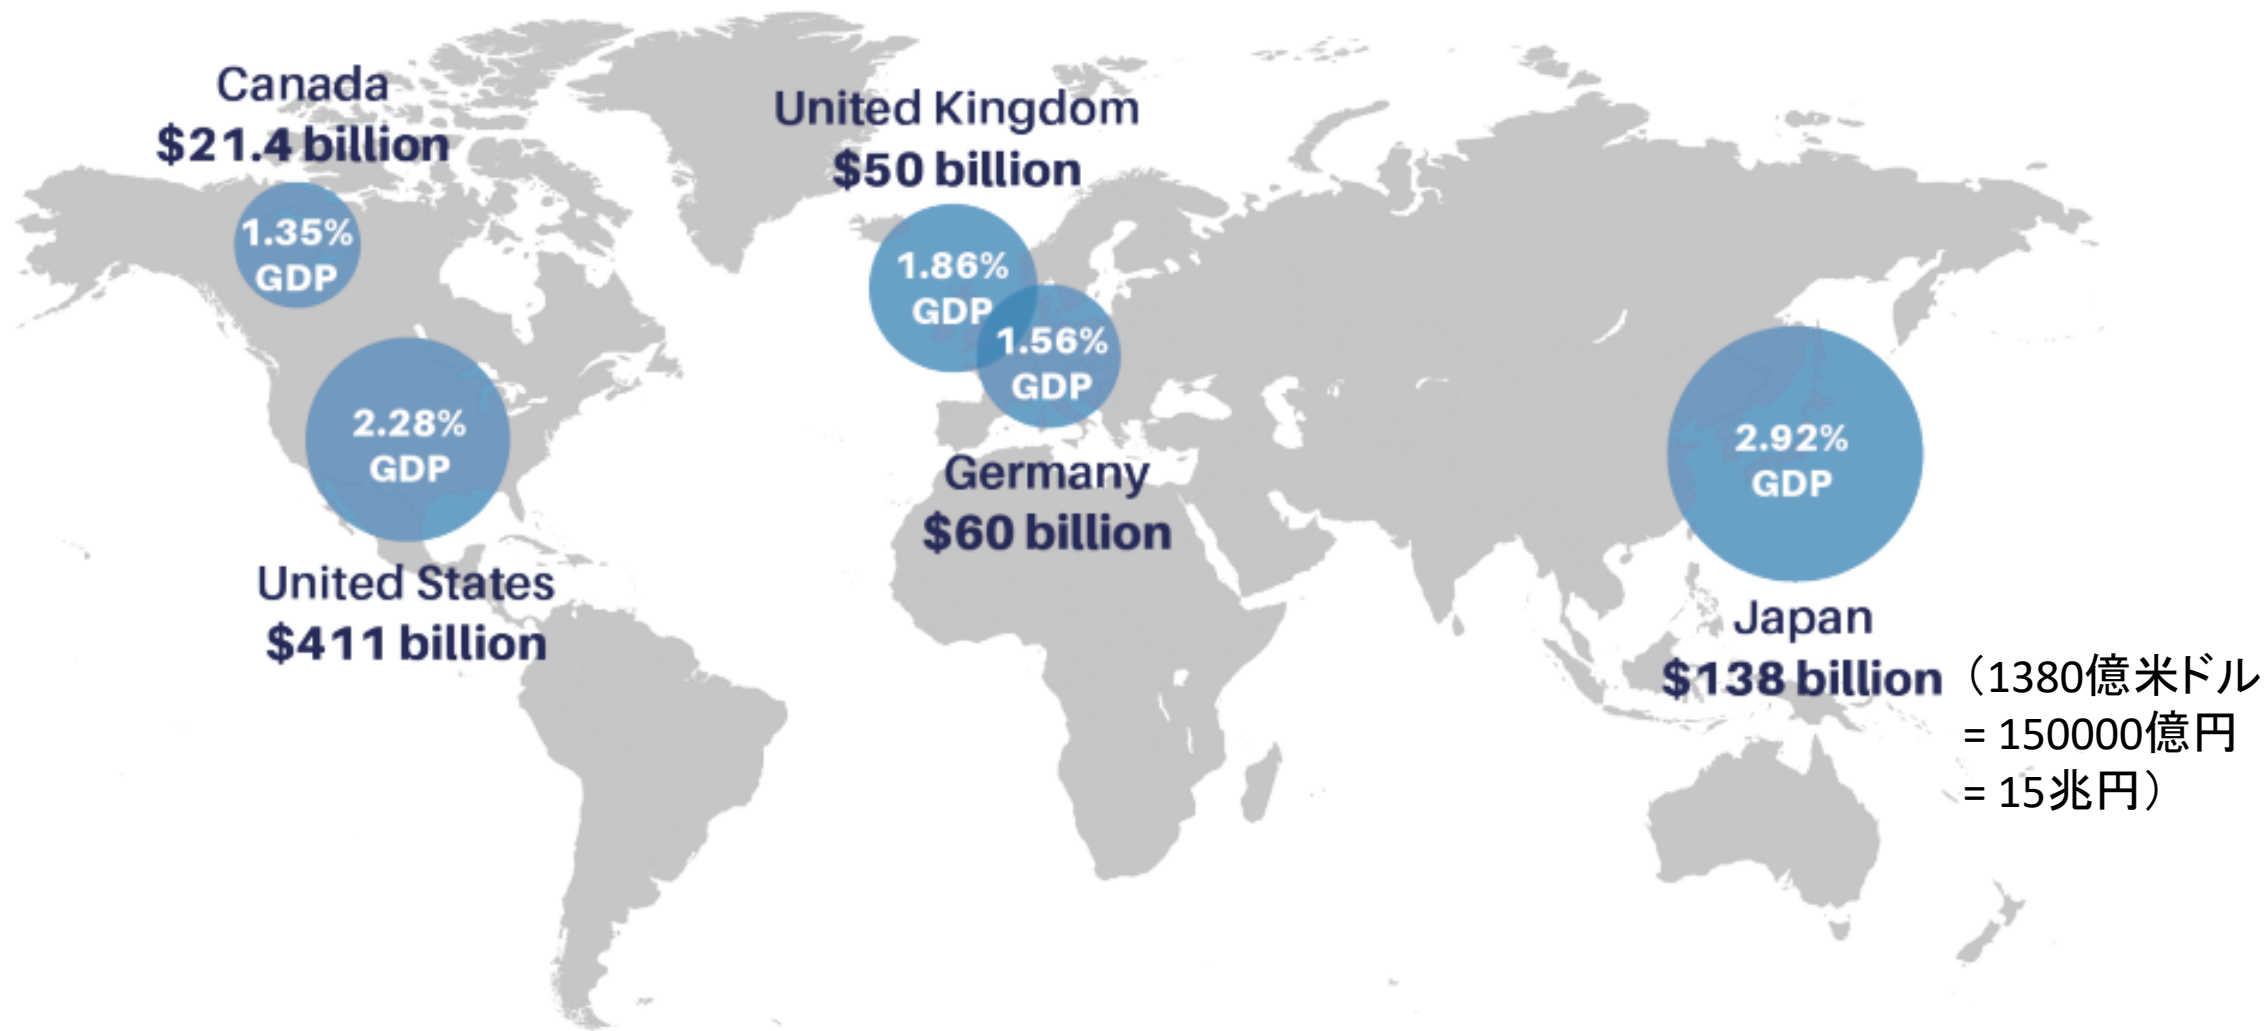 Canada
$21.4 billion
1.35%
GDP
United States
$411 billion
2.28%
GDP
United Kingdom
$50 billion
1.86%
GDP
1.56%
GDP
Germany
$60 billion
2.92%
GDP
Japan
$138 billion（1380億米ドル
= 150000億円
= 15兆円）